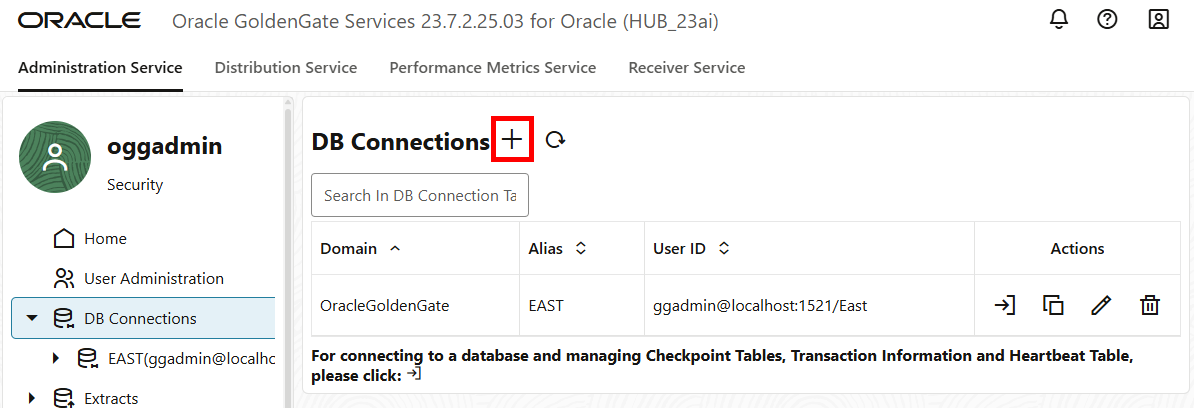 ORACLE Oracle GoldenGate Services 23.7.2.25.03 for Oracle (HUB_23ai)
Administration Service Distribution Service Performance Metrics Service Receiver Service
oggadmin
Security
Home
User Administration
DB Connections
EAST(ggadmin@localhc
Extracts
DB Connections
Search In DB Connection Ta
Domain Alias User ID Actions
OracleGoldenGate EAST ggadmin@localhost:1521/East
For connecting to a database and managing Checkpoint Tables, Transaction Information and Heartbeat Table,
please click: